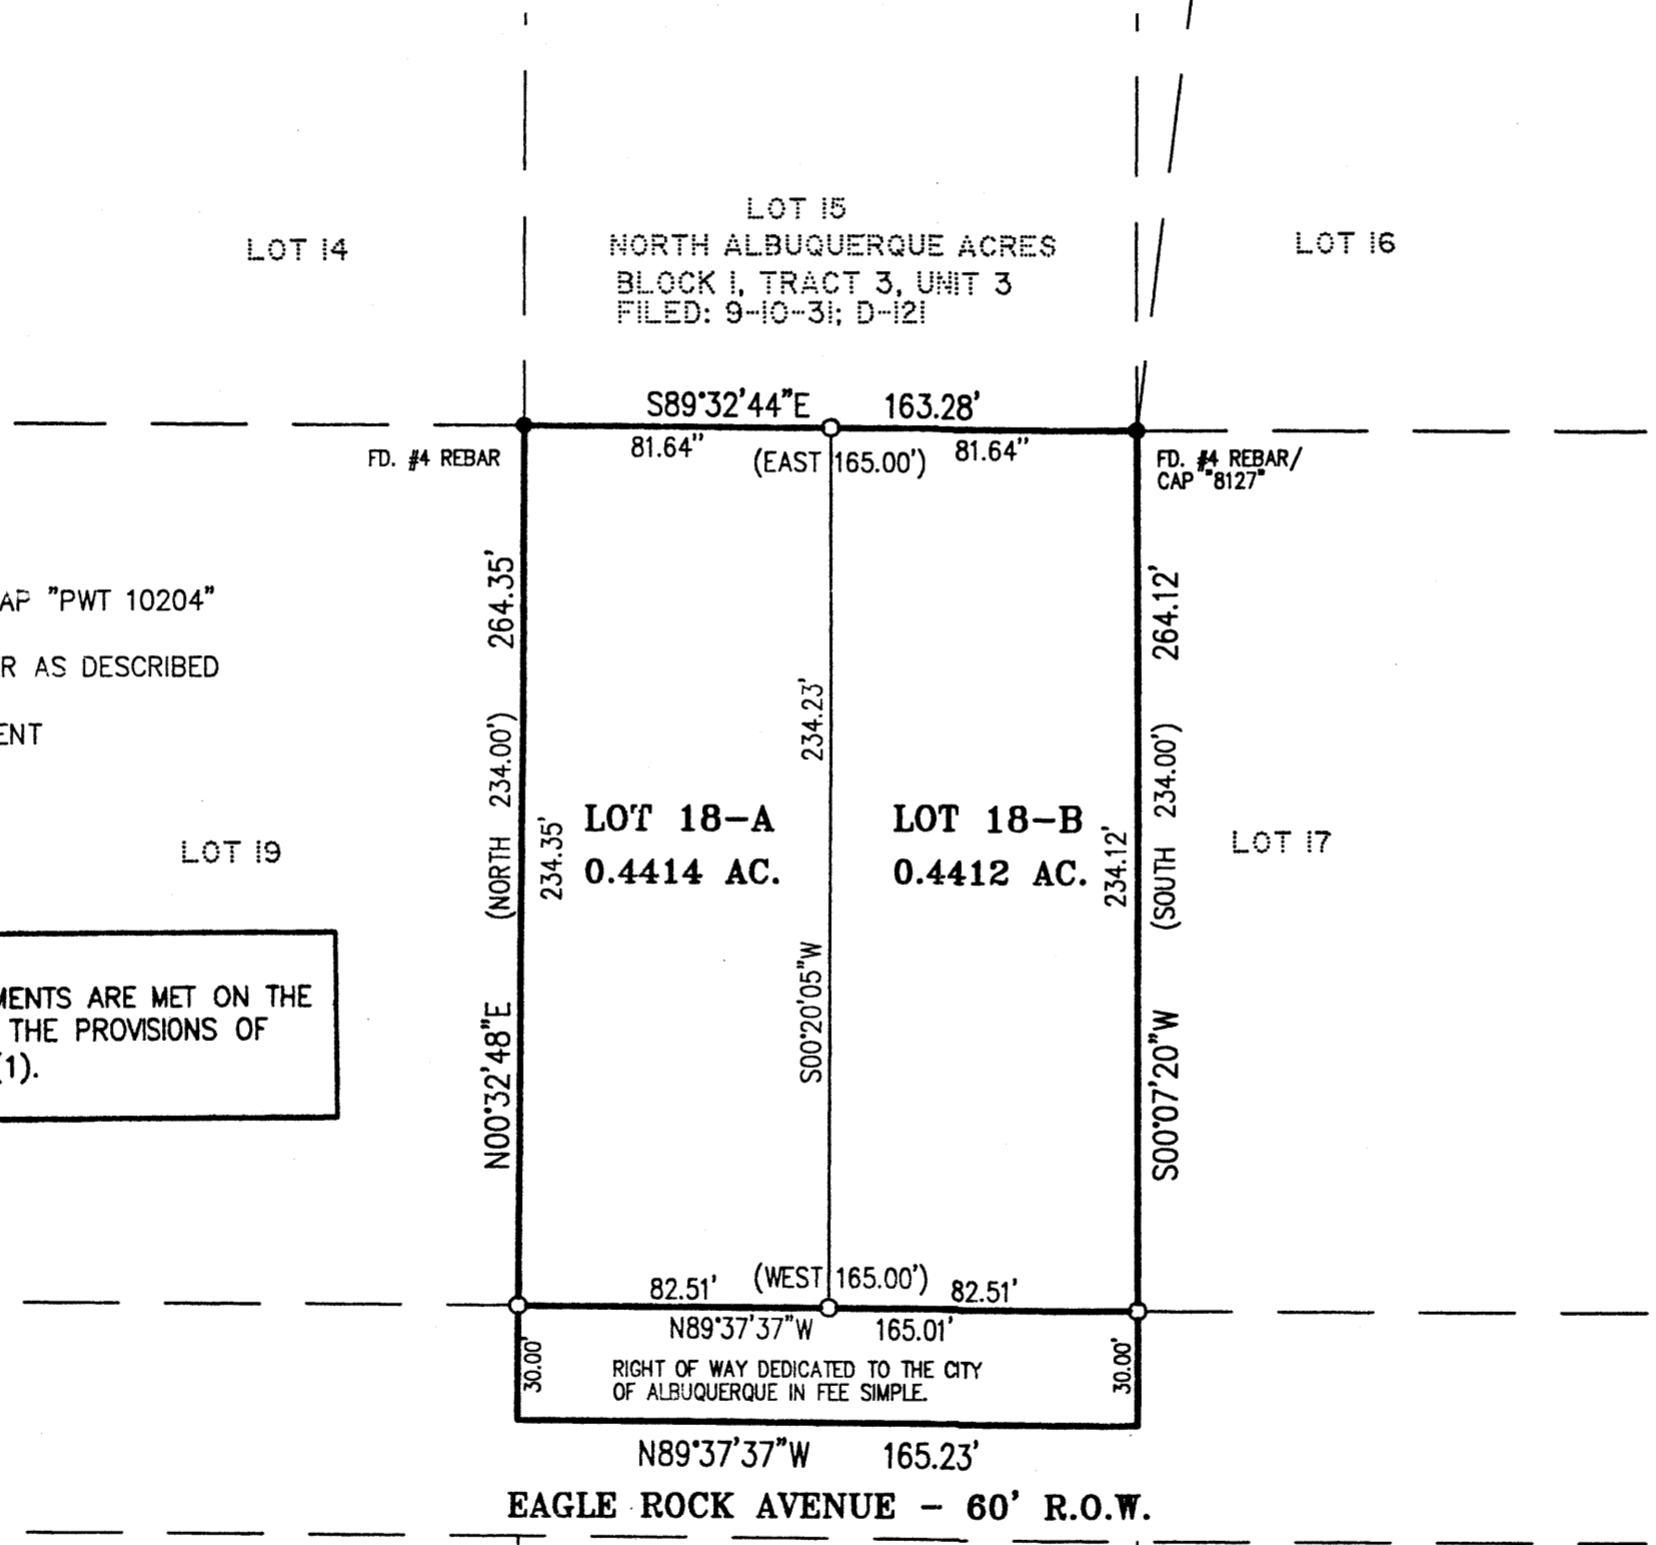 LOT 15
LOT 14
NORTH ALBUQUERQUE ACRES
LOT 16
BLOCK 1, TRACT 3, UNIT 3
FILED: 9-10-31; D-121
S89°32'44"E 163.28'
81.64" 81.64"
(EAST 165.00')
FD. #4 REBAR
FD. #4 REBAR/
CAP "8127"
264.35'
264.12'
AP "PWT 10204"
R AS DESCRIBED
ENT
234.23'
(NORTH 234.00')
(SOUTH 234.00')
234.35'
LOT 18-A
0.4414 AC.
LOT 18-B
0.4412 AC.
234.12'
LOT 19
LOT 17
S00°20'05"W
N00°32'48"E
S00°07'20"W
MENTS ARE MET ON THE
THE PROVISIONS OF
(1).
82.51' (WEST 165.00') 82.51'
N89°37'37"W 165.01'
30.00'
30.00'
RIGHT OF WAY DEDICATED TO THE CITY
OF ALBUQUERQUE IN FEE SIMPLE.
N89°37'37"W 165.23'
EAGLE ROCK AVENUE - 60' R.O.W.